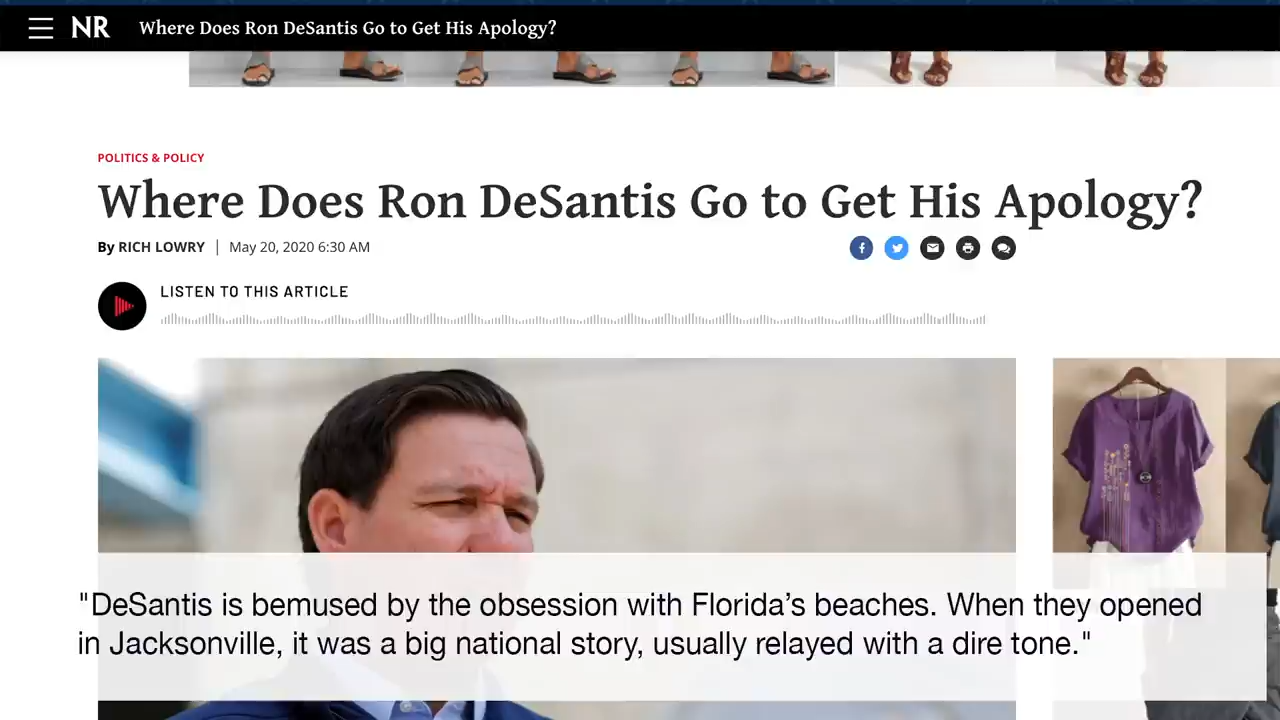 NR
Where Does Ron DeSantis Go to Get His Apology?
POLITICS & POLICY
Where Does Ron DeSantis Go to Get His Apology?
By RICH LOWRY | May 20, 2020 6:30 AM
LISTEN TO THIS ARTICLE
"DeSantis is bemused by the obsession with Florida’s beaches. When they opened
in Jacksonville, it was a big national story, usually relayed with a dire tone."